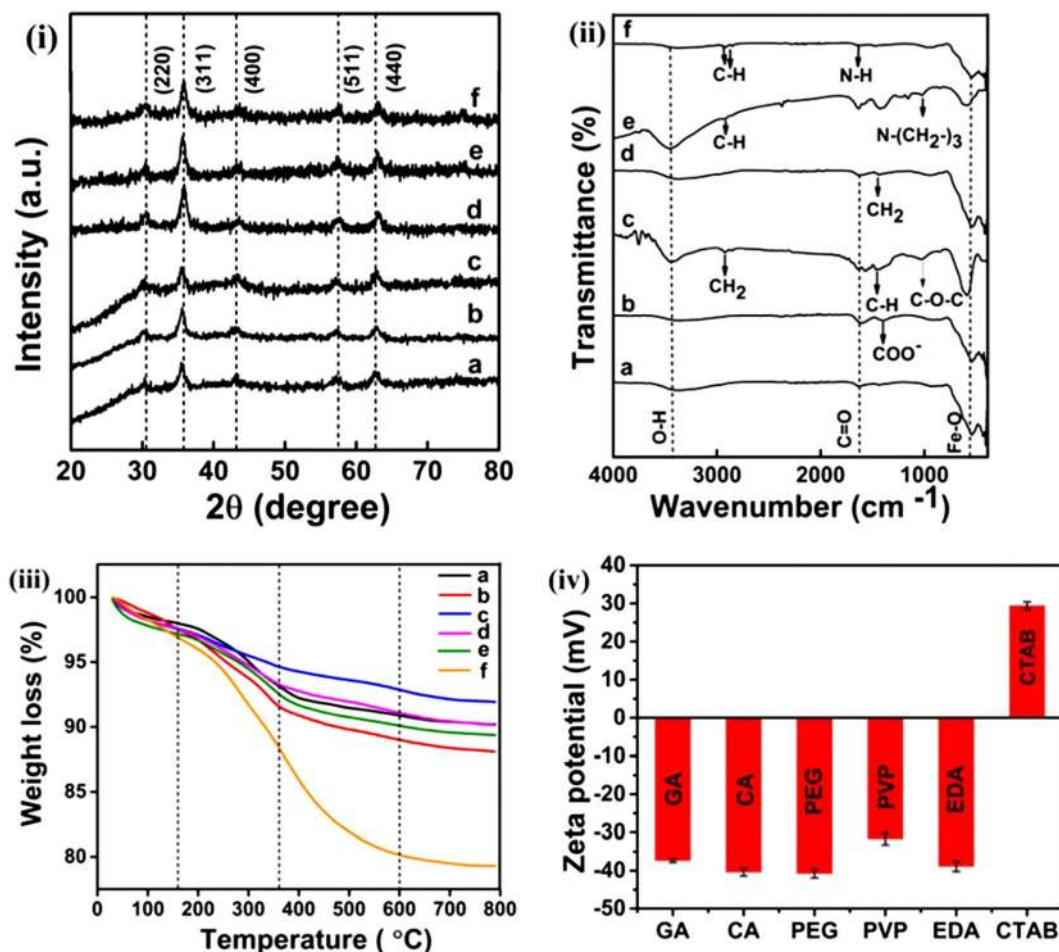 (i)
(220)
(311)
(400)
(511)
(440)
f
e
d
c
b
a
Intensity (a.u.)
20 30 40 50 60 70 80
2θ (degree)
(ii)
f
C-H
N-H
e
C-H
N-(CH2-)3
d
CH2
c
CH2
C-H
C-O-C
b
COO-
a
O-H
C=O
Fe-O
Transmittance (%)
4000 3000 2000 1000
Wavenumber (cm -1)
(iii)
a
b
c
d
e
f
100
95
90
85
80
Weight loss (%)
0 100 200 300 400 500 600 700 800
Temperature ( °C)
(iv)
40
30
20
10
0
-10
-20
-30
-40
-50
Zeta potential (mV)
GA
CA
PEG
PVP
EDA
CTAB
GA CA PEG PVP EDA CTAB